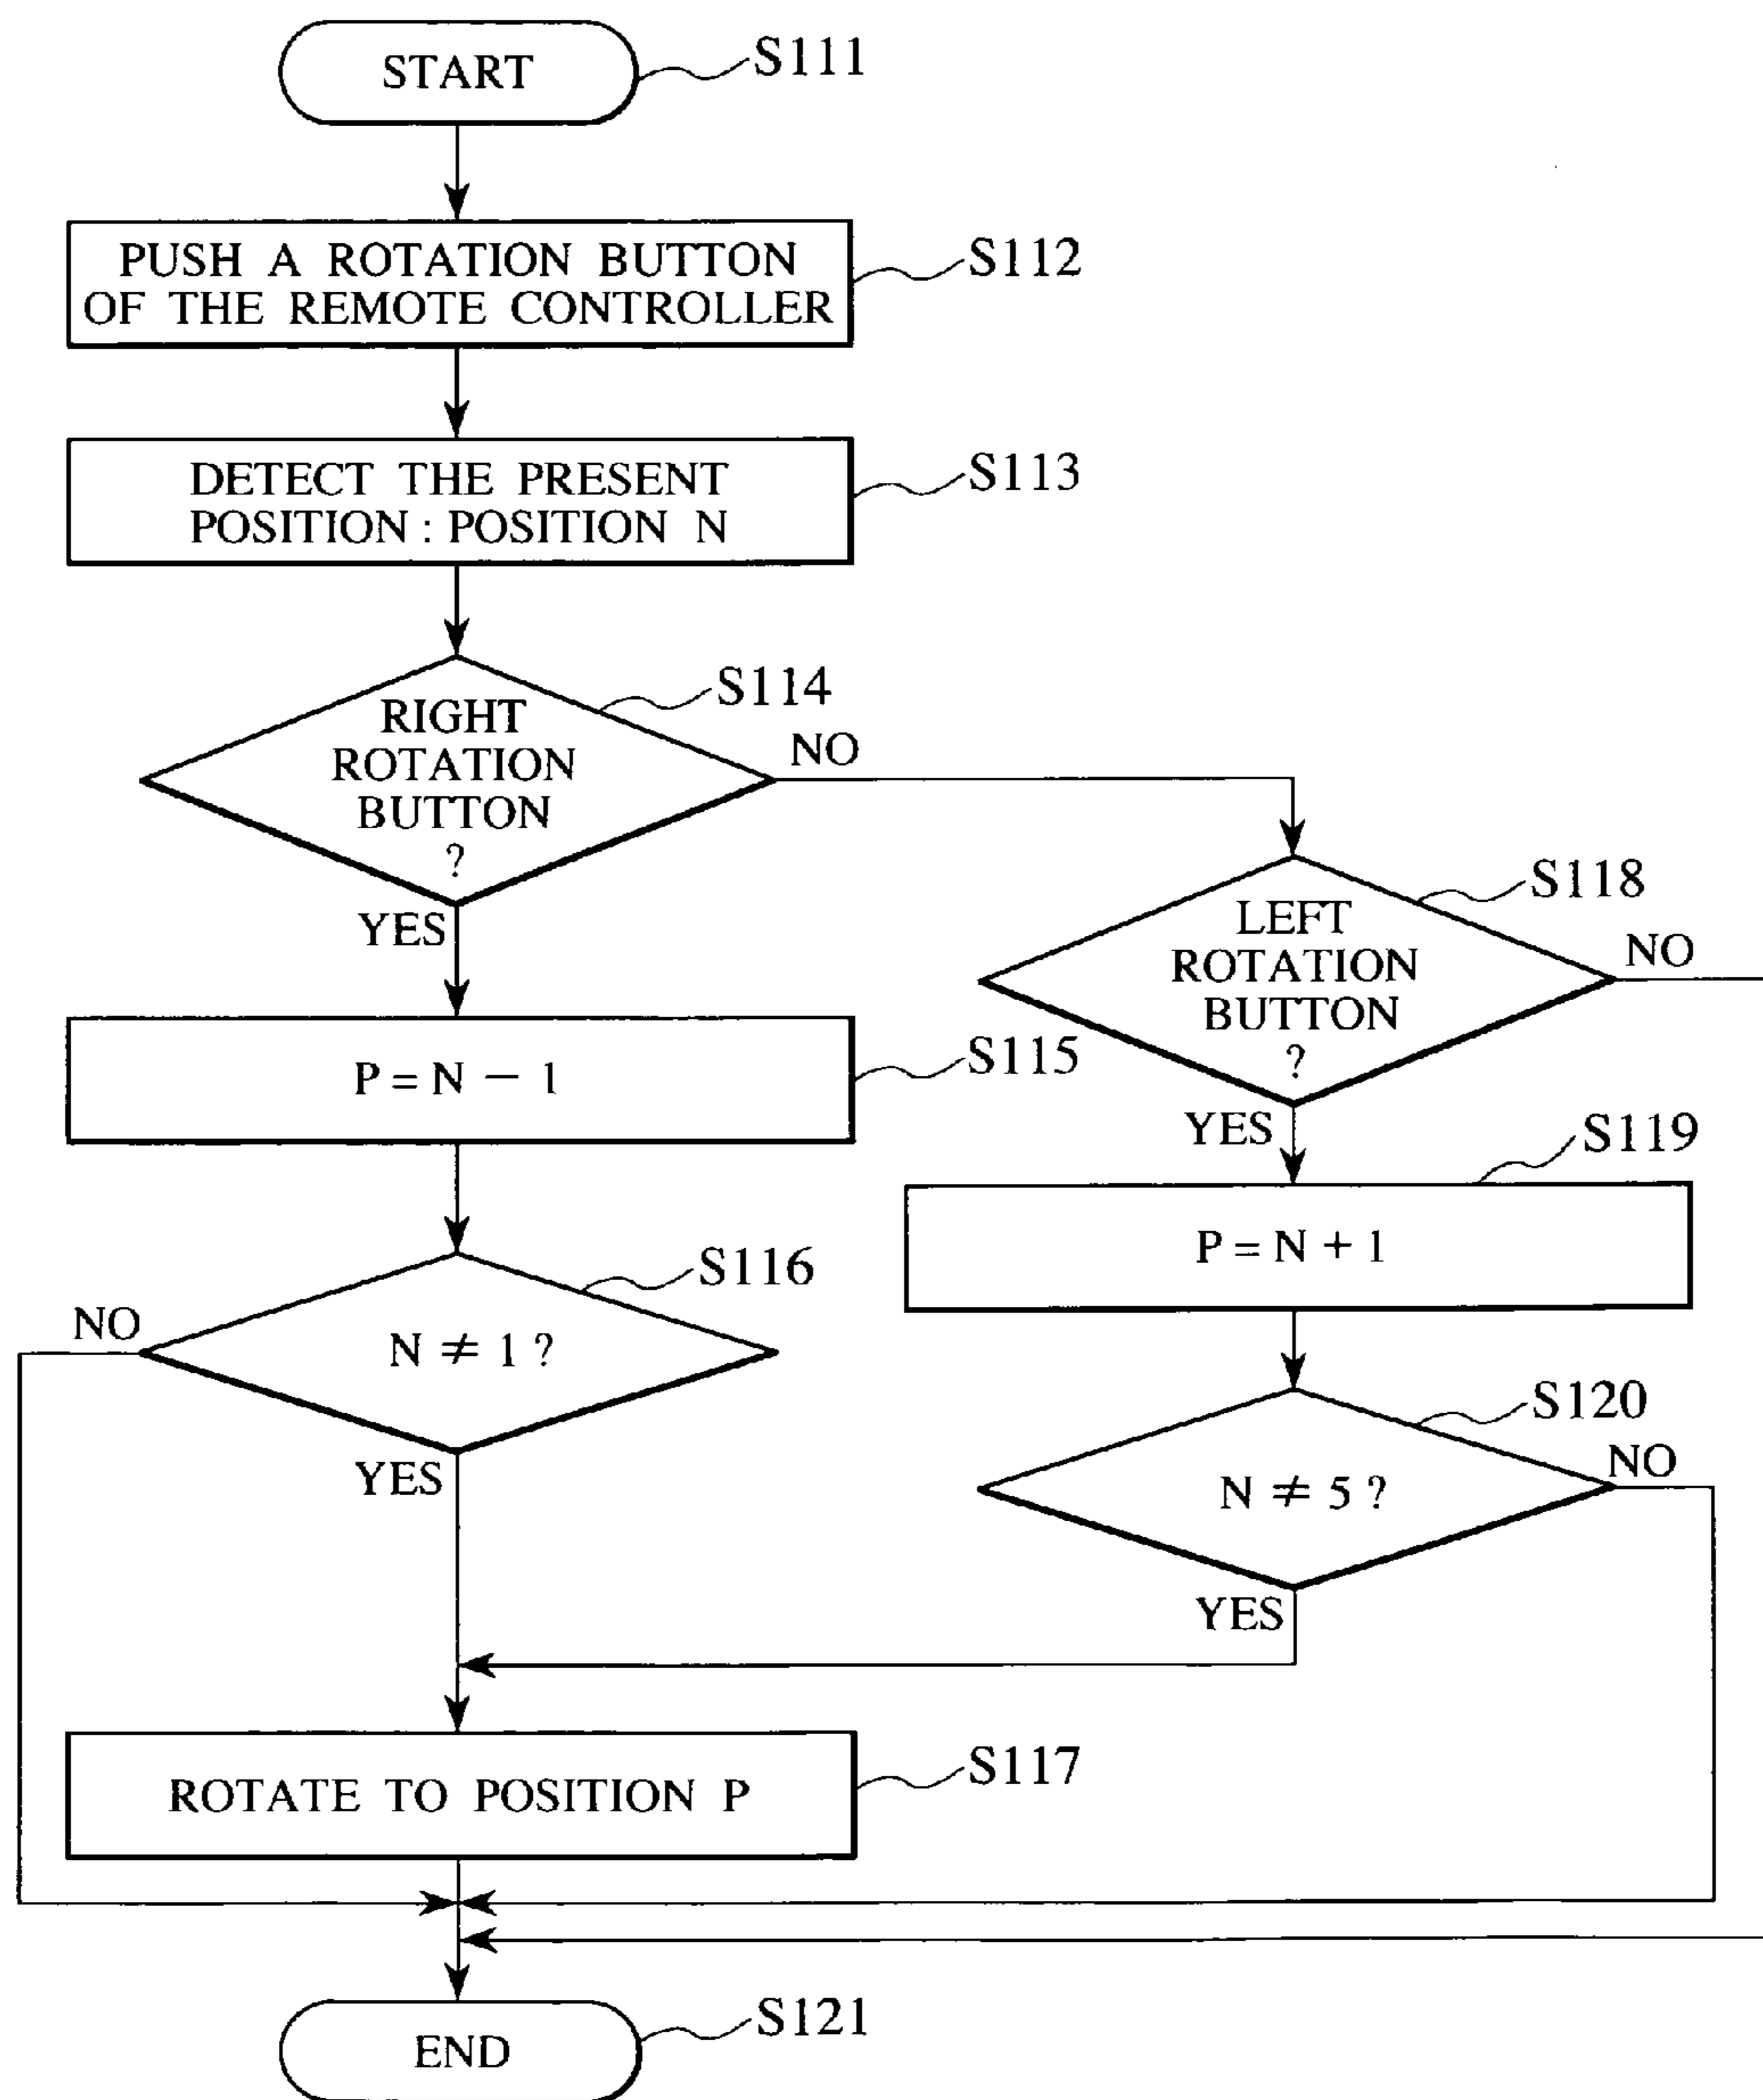 START
S111
PUSH A ROTATION BUTTON
OF THE REMOTE CONTROLLER
S112
DETECT THE PRESENT
POSITION : POSITION N
S113
RIGHT
ROTATION
BUTTON
?
S114
NO
YES
P = N − 1
S115
N ≠ 1 ?
S116
NO
YES
LEFT
ROTATION
BUTTON
?
S118
NO
YES
P = N + 1
S119
N ≠ 5 ?
S120
NO
YES
ROTATE TO POSITION P
S117
END
S121